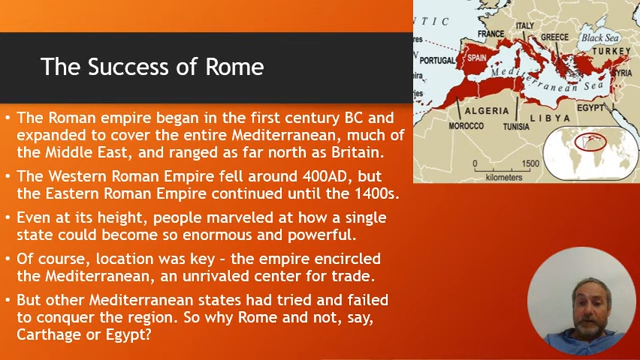 The Success of Rome
• The Roman empire began in the first century BC and
expanded to cover the entire Mediterranean, much of
the Middle East, and ranged as far north as Britain.
• The Western Roman Empire fell around 400AD, but
the Eastern Roman Empire continued until the 1400s.
• Even at its height, people marveled at how a single
state could become so enormous and powerful.
• Of course, location was key – the empire encircled
the Mediterranean, an unrivaled center for trade.
• But other Mediterranean states had tried and failed
to conquer the region. So why Rome and not, say,
Carthage or Egypt?
NTIC
ITALY
FRANCE
GREECE
Black Sea
PORTUGAL
SPAIN
TURKEY
Mediterranean Sea
SYRIA
ALGERIA
LIBYA
EGYPT
MOROCCO
TUNISIA
0 1500
kilometers